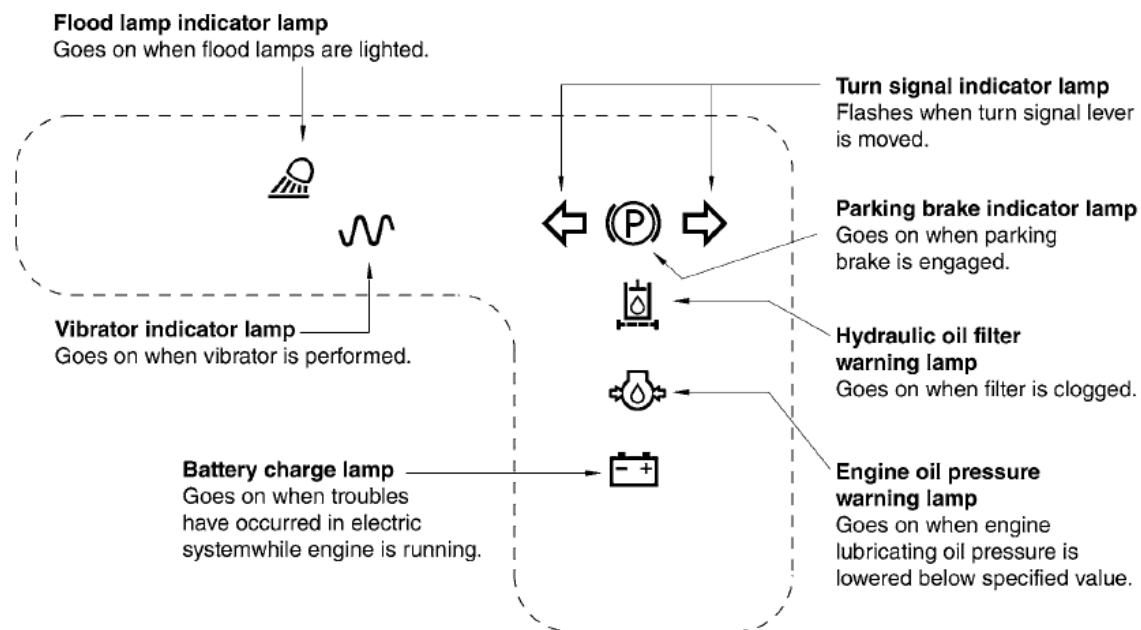 Flood lamp indicator lamp
Goes on when flood lamps are lighted.
Turn signal indicator lamp
Flashes when turn signal lever
is moved.
P
Parking brake indicator lamp
Goes on when parking
brake is engaged.
Vibrator indicator lamp
Goes on when vibrator is performed.
Hydraulic oil filter
warning lamp
Goes on when filter is clogged.
Battery charge lamp
Goes on when troubles
have occurred in electric
systemwhile engine is running.
- +
Engine oil pressure
warning lamp
Goes on when engine
lubricating oil pressure is
lowered below specified value.